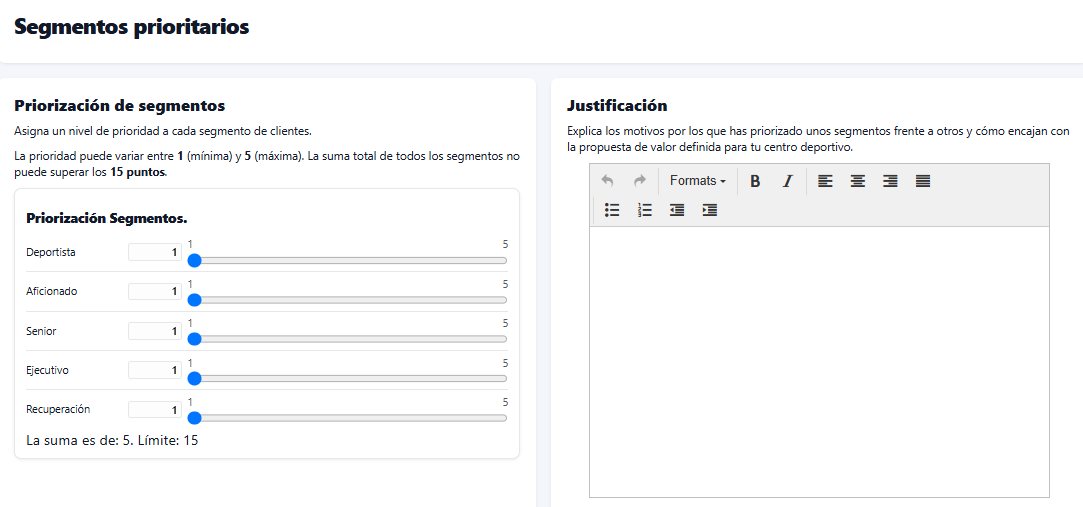 Segmentos prioritarios
Priorización de segmentos
Asigna un nivel de prioridad a cada segmento de clientes.
La prioridad puede variar entre 1 (mínima) y 5 (máxima). La suma total de todos los segmentos no
puede superar los 15 puntos.
Priorización Segmentos.
Deportista 1 1 5
Aficionado 1 1 5
Senior 1 1 5
Ejecutivo 1 1 5
Recuperación 1 1 5
La suma es de: 5. Límite: 15
Justificación
Explica los motivos por los que has priorizado unos segmentos frente a otros y cómo encajan con
la propuesta de valor definida para tu centro deportivo.
Formats B I